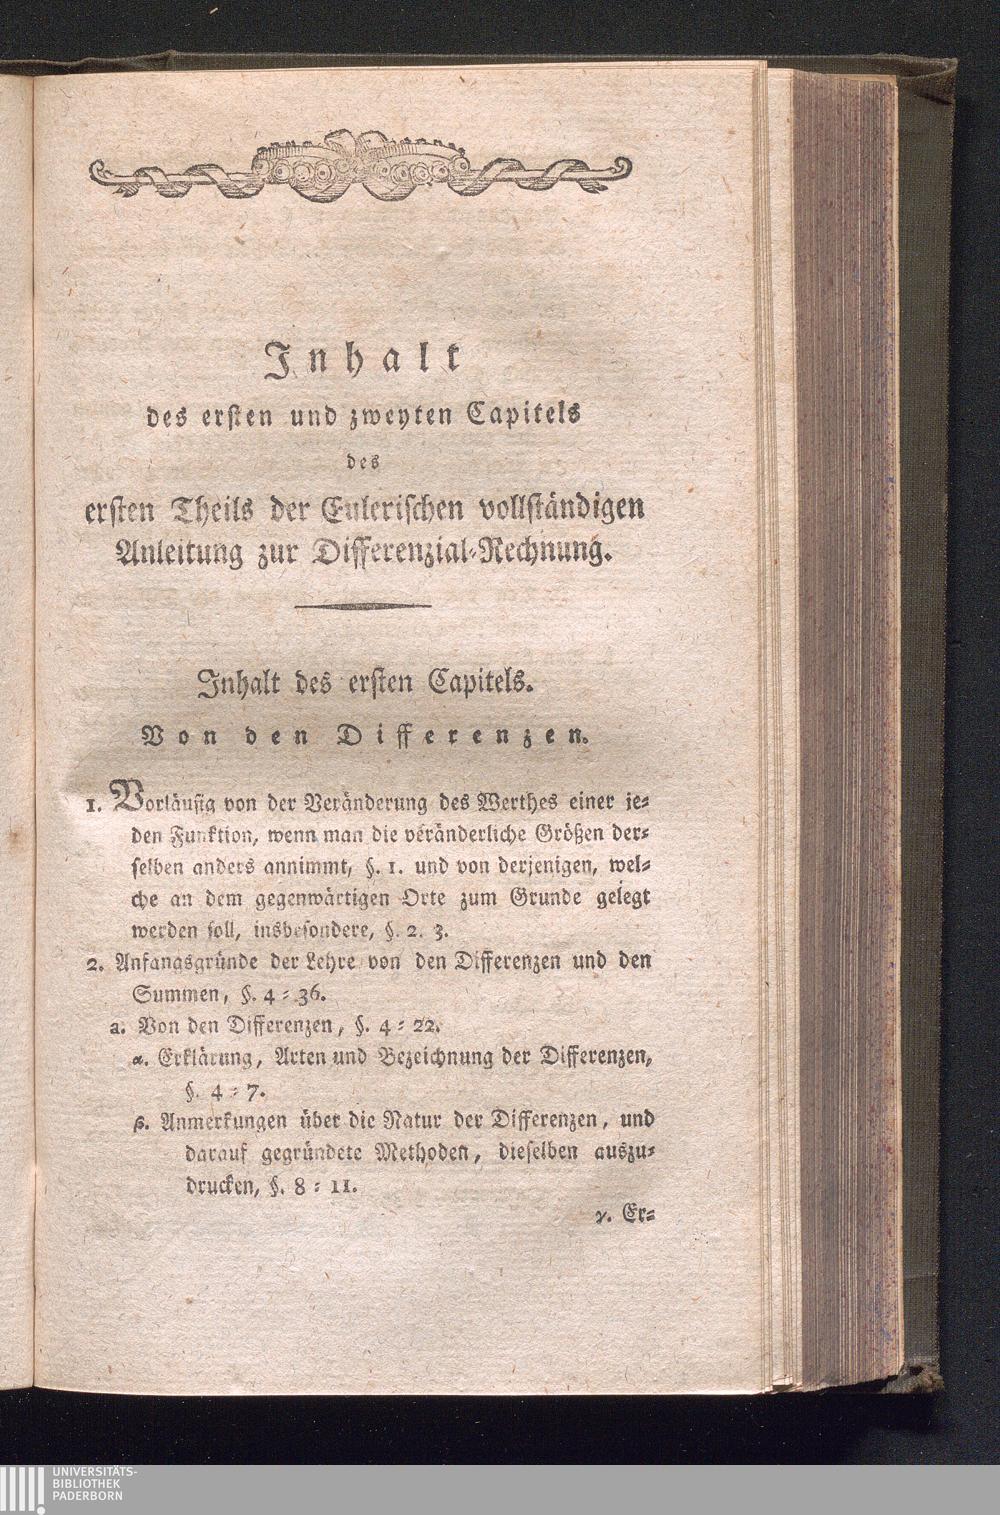 Inhalt
des ersten und zweyten Capitels
des
ersten Theils der Eulerischen vollständigen
Anleitung zur Differenzial-Rechnung.
Inhalt des ersten Capitels.
Von den Differenzen.
1. Vorläufig von der Veränderung des Werthes einer je-
den Funktion, wenn man die veränderliche Größen der-
selben anders annimmt, §. 1. und von derjenigen, wel-
che an dem gegenwärtigen Orte zum Grunde gelegt
werden soll, insbesondere, §. 2. 3.
2. Anfangsgründe der Lehre von den Differenzen und den
Summen, §. 4 - 36.
a. Von den Differenzen, §. 4 - 22.
α. Erklärung, Arten und Bezeichnung der Differenzen,
§. 4 - 7.
β. Anmerkungen über die Natur der Differenzen, und
darauf gegründete Methoden, dieselben auszu-
drucken, §. 8 - 11.
γ. Er-
UNIVERSITÄTS-
BIBLIOTHEK
PADERBORN